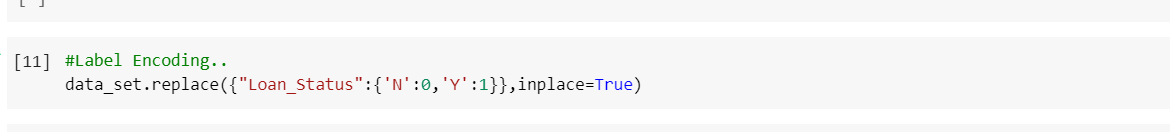 [ ]
[11] #Label Encoding..
data_set.replace({"Loan_Status":{'N':0,'Y':1}},inplace=True)